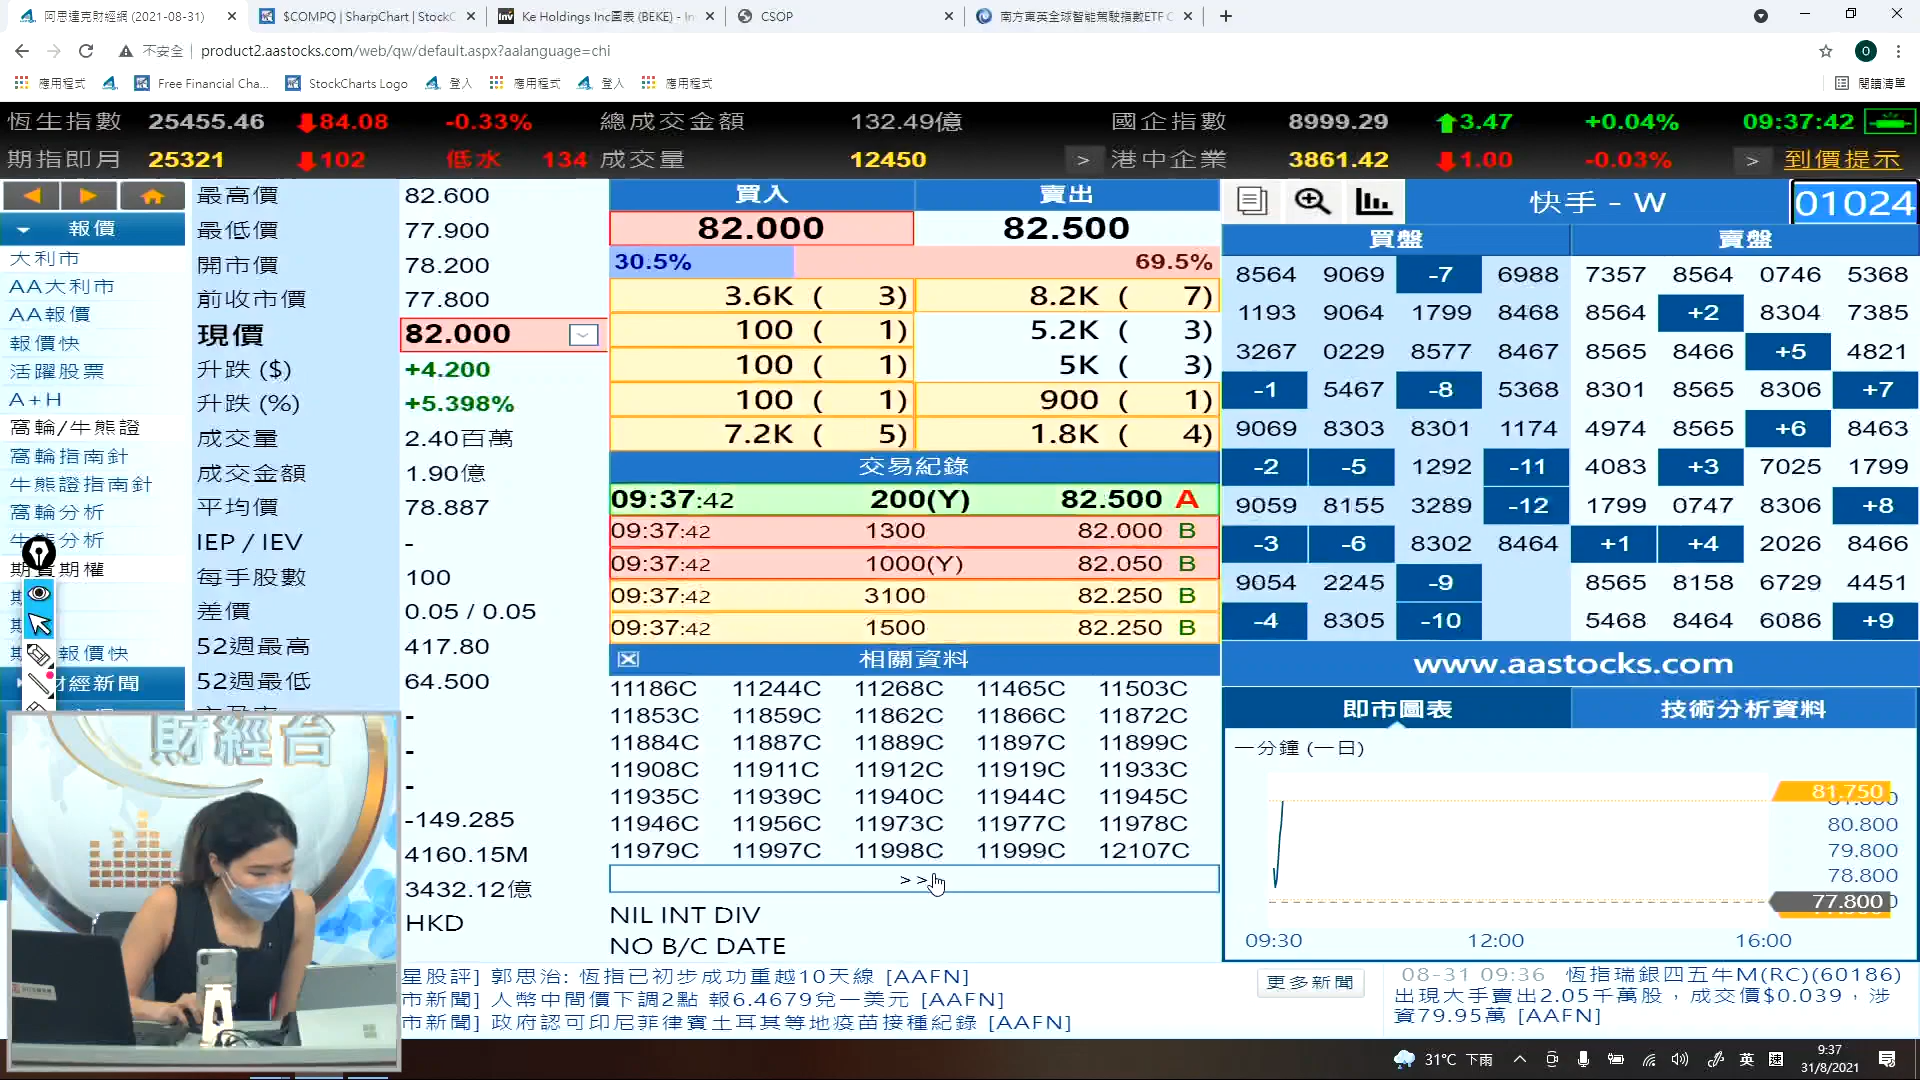 阿思達克財經網 (2021-08-31)
$COMPQ | SharpChart | StockC
Ke Holdings Inc圖表 (BEKE) - In
CSOP
南方東英全球智能駕駛指數ETF C
不安全 | product2.aastocks.com/web/qw/default.aspx?aalanguage=chi
O
應用程式 Free Financial Cha... StockCharts Logo 登入 應用程式 登入 應用程式 閱讀清單
恆生指數 25455.46 84.08 -0.33% 總成交金額 132.49億 國企指數 8999.29 3.47 +0.04% 09:37:42
期指即月 25321 102 低水 134 成交量 12450 > 港中企業 3861.42 1.00 -0.03% > 到價提示
報價
大利市
AA大利市
AA報價
報價快
活躍股票
A+H
窩輪/牛熊證
窩輪指南針
牛熊證指南針
窩輪分析
熊分析
期權
報價快
財經新聞
最高價 82.600
最低價 77.900
開市價 78.200
前收市價 77.800
現價 82.000
升跌 ($) +4.200
升跌 (%) +5.398%
成交量 2.40百萬
成交金額 1.90億
平均價 78.887
IEP / IEV -
每手股數 100
差價 0.05 / 0.05
52週最高 417.80
52週最低 64.500
-
-
-
-149.285
4160.15M
3432.12億
HKD
買入 賣出
82.000 82.500
30.5% 69.5%
3.6K ( 3) 8.2K ( 7)
100 ( 1) 5.2K ( 3)
100 ( 1) 5K ( 3)
100 ( 1) 900 ( 1)
7.2K ( 5) 1.8K ( 4)
交易紀錄
09:37:42 200(Y) 82.500 A
09:37:42 1300 82.000 B
09:37:42 1000(Y) 82.050 B
09:37:42 3100 82.250 B
09:37:42 1500 82.250 B
相關資料
11186C 11244C 11268C 11465C 11503C
11853C 11859C 11862C 11866C 11872C
11884C 11887C 11889C 11897C 11899C
11908C 11911C 11912C 11919C 11933C
11935C 11939C 11940C 11944C 11945C
11946C 11956C 11973C 11977C 11978C
11979C 11997C 11998C 11999C 12107C
>>
NIL INT DIV
NO B/C DATE
快手 - W 01024
買盤 賣盤
8564 9069 -7 6988 7357 8564 0746 5368
1193 9064 1799 8468 8564 +2 8304 7385
3267 0229 8577 8467 8565 8466 +5 4821
-1 5467 -8 5368 8301 8565 8306 +7
9069 8303 8301 1174 4974 8565 +6 8463
-2 -5 1292 -11 4083 +3 7025 1799
9059 8155 3289 -12 1799 0747 8306 +8
-3 -6 8302 8464 +1 +4 2026 8466
9054 2245 -9 8565 8158 6729 4451
-4 8305 -10 5468 8464 6086 +9
www.aastocks.com
即市圖表 技術分析資料
一分鐘 (一日)
81.750
80.800
79.800
78.800
77.800
09:30 12:00 16:00
財經台
星股評] 郭思治: 恆指已初步成功重越10天線 [AAFN]
市新聞] 人幣中間價下調2點 報6.4679兌一美元 [AAFN]
市新聞] 政府認可印尼菲律賓土耳其等地疫苗接種紀錄 [AAFN]
更多新聞
08-31 09:36 恆指瑞銀四五牛M(RC)(60186)
出現大手賣出2.05千萬股，成交價$0.039，涉
資79.95萬 [AAFN]
31°C 下雨 英
9:37
31/8/2021